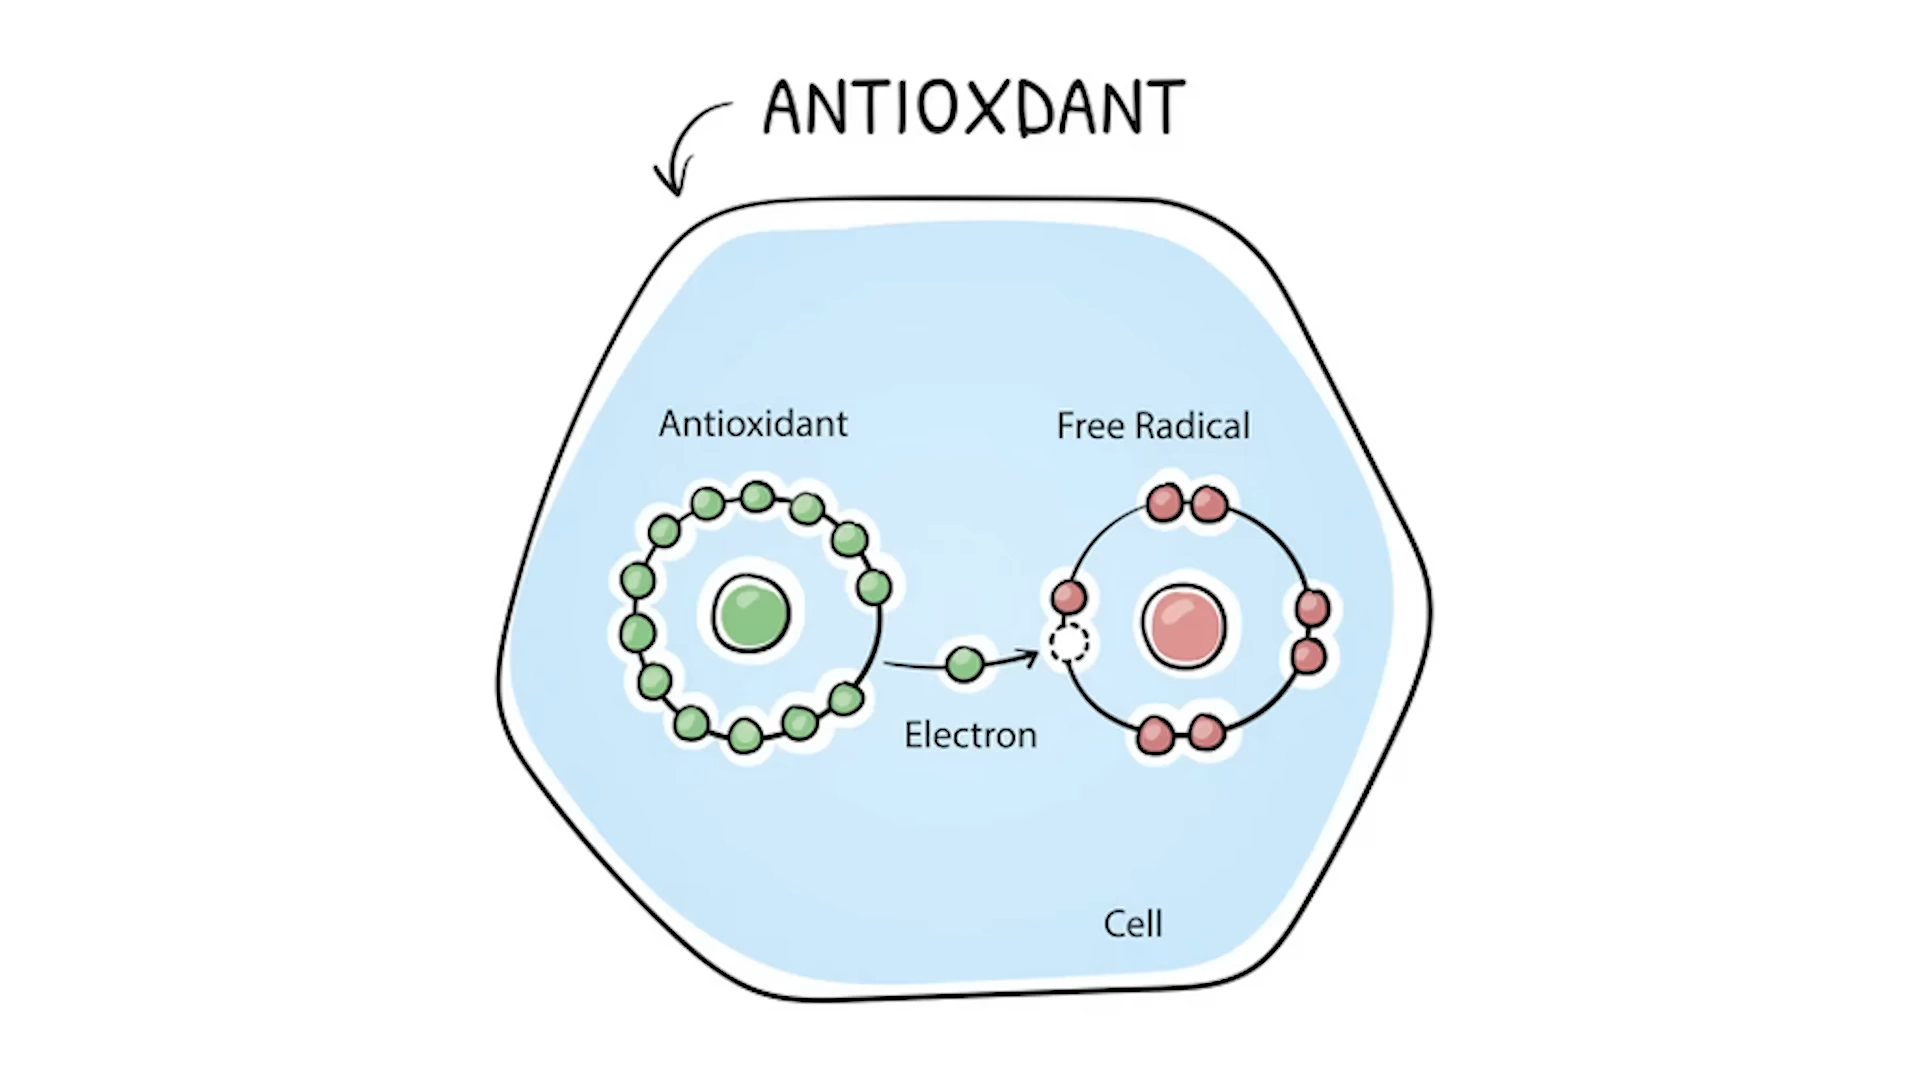 ANTIOXDANT
Antioxidant
Free Radical
Electron
Cell